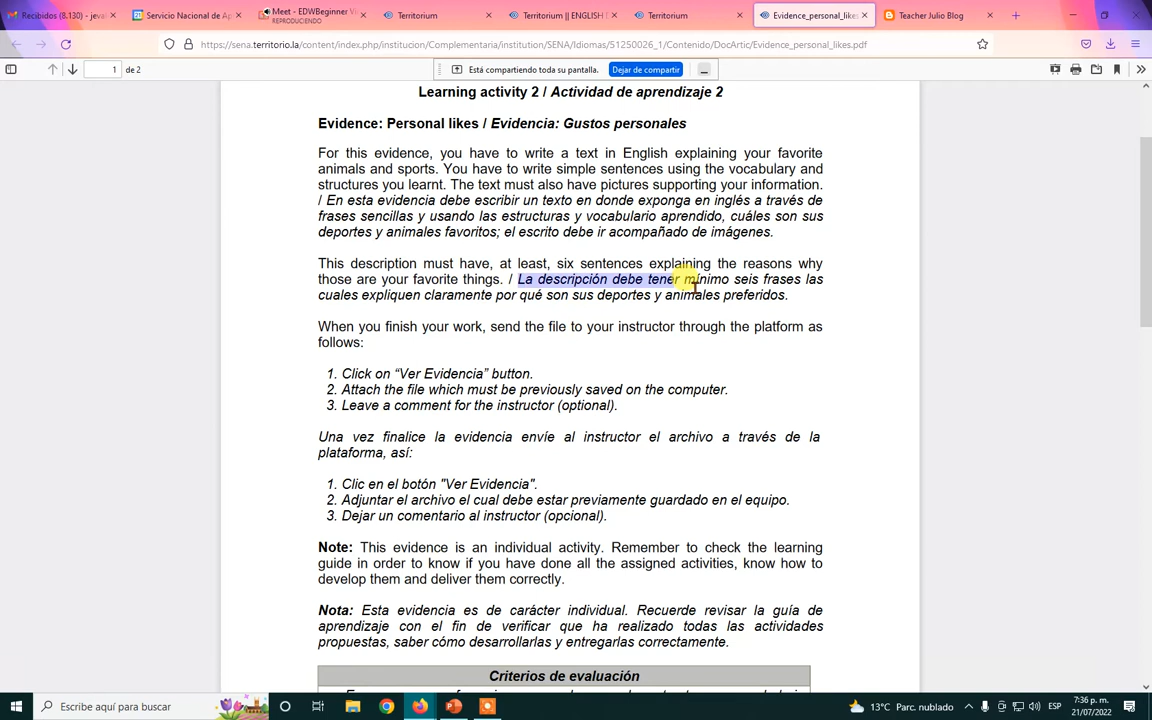 Recibidos (8,130) - jeval
Servicio Nacional de Ap
Meet - EDWBeginner V
REPRODUCIENDO
Territorium
Territorium || ENGLISH
Territorium
Evidence_personal_likes
Teacher Julio Blog
https://sena.territorio.la/content/index.php/institucion/Complementaria/institution/SENA/Idiomas/51250026_1/Contenido/DocArtic/Evidence_personal_likes.pdf
1 de 2
Está compartiendo toda su pantalla.
Dejar de compartir
Learning activity 2 / Actividad de aprendizaje 2
Evidence: Personal likes / Evidencia: Gustos personales
For this evidence, you have to write a text in English explaining your favorite
animals and sports. You have to write simple sentences using the vocabulary and
structures you learnt. The text must also have pictures supporting your information.
/ En esta evidencia debe escribir un texto en donde exponga en inglés a través de
frases sencillas y usando las estructuras y vocabulario aprendido, cuáles son sus
deportes y animales favoritos; el escrito debe ir acompañado de imágenes.
This description must have, at least, six sentences explaining the reasons why
those are your favorite things. / La descripción debe tener mínimo seis frases las
cuales expliquen claramente por qué son sus deportes y animales preferidos.
When you finish your work, send the file to your instructor through the platform as
follows:
1. Click on “Ver Evidencia” button.
2. Attach the file which must be previously saved on the computer.
3. Leave a comment for the instructor (optional).
Una vez finalice la evidencia envíe al instructor el archivo a través de la
plataforma, así:
1. Clic en el botón "Ver Evidencia".
2. Adjuntar el archivo el cual debe estar previamente guardado en el equipo.
3. Dejar un comentario al instructor (opcional).
Note: This evidence is an individual activity. Remember to check the learning
guide in order to know if you have done all the assigned activities, know how to
develop them and deliver them correctly.
Nota: Esta evidencia es de carácter individual. Recuerde revisar la guía de
aprendizaje con el fin de verificar que ha realizado todas las actividades
propuestas, saber cómo desarrollarlas y entregarlas correctamente.
Criterios de evaluación
Escribe aquí para buscar
13°C Parc. nublado
ESP
7:36 p. m.
21/07/2022